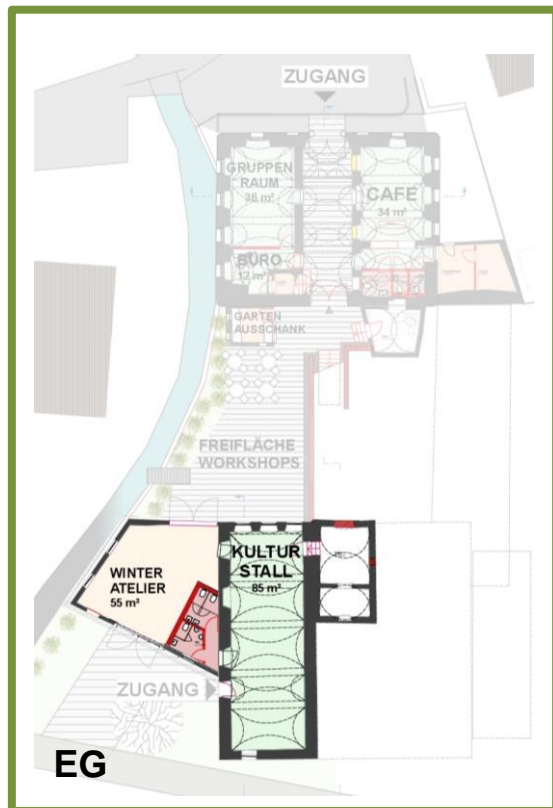 ZUGANG
GRUPPEN
RAUM
36 m²
CAFE
34 m²
BÜRO
12 m²
GARTEN
AUSSCHANK
FREIFLÄCHE
WORKSHOPS
KULTUR
STALL
85 m²
WINTER
ATELIER
55 m²
ZUGANG
EG